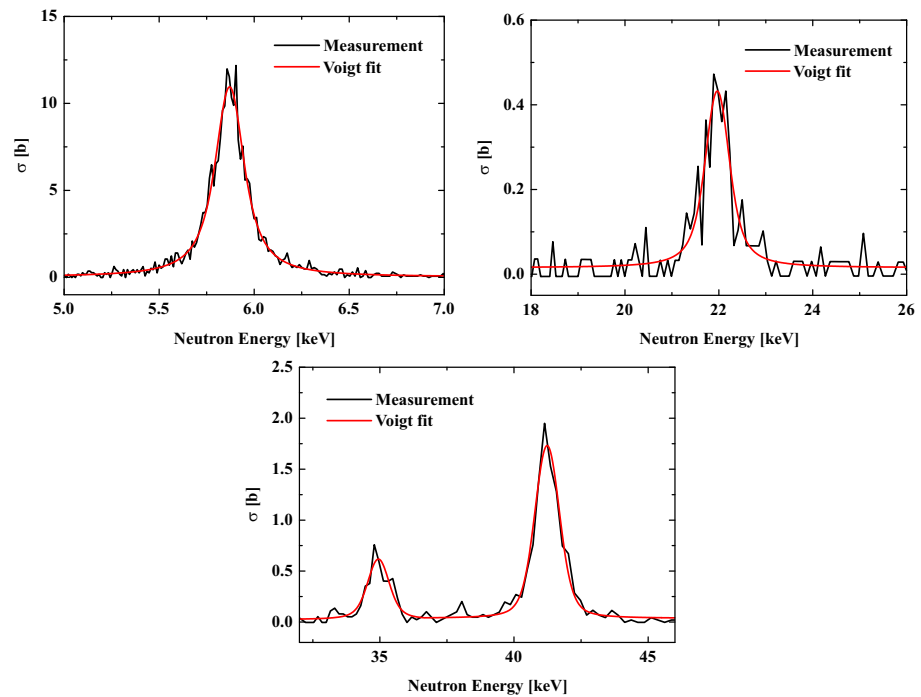 15
10
5
0
σ [b]
Measurement
Voigt fit
5.0 5.5 6.0 6.5 7.0
Neutron Energy [keV]
0.6
0.4
0.2
0.0
σ [b]
Measurement
Voigt fit
18 20 22 24 26
Neutron Energy [keV]
2.5
2.0
1.5
1.0
0.5
0.0
σ [b]
Measurement
Voigt fit
35 40 45
Neutron Energy [keV]